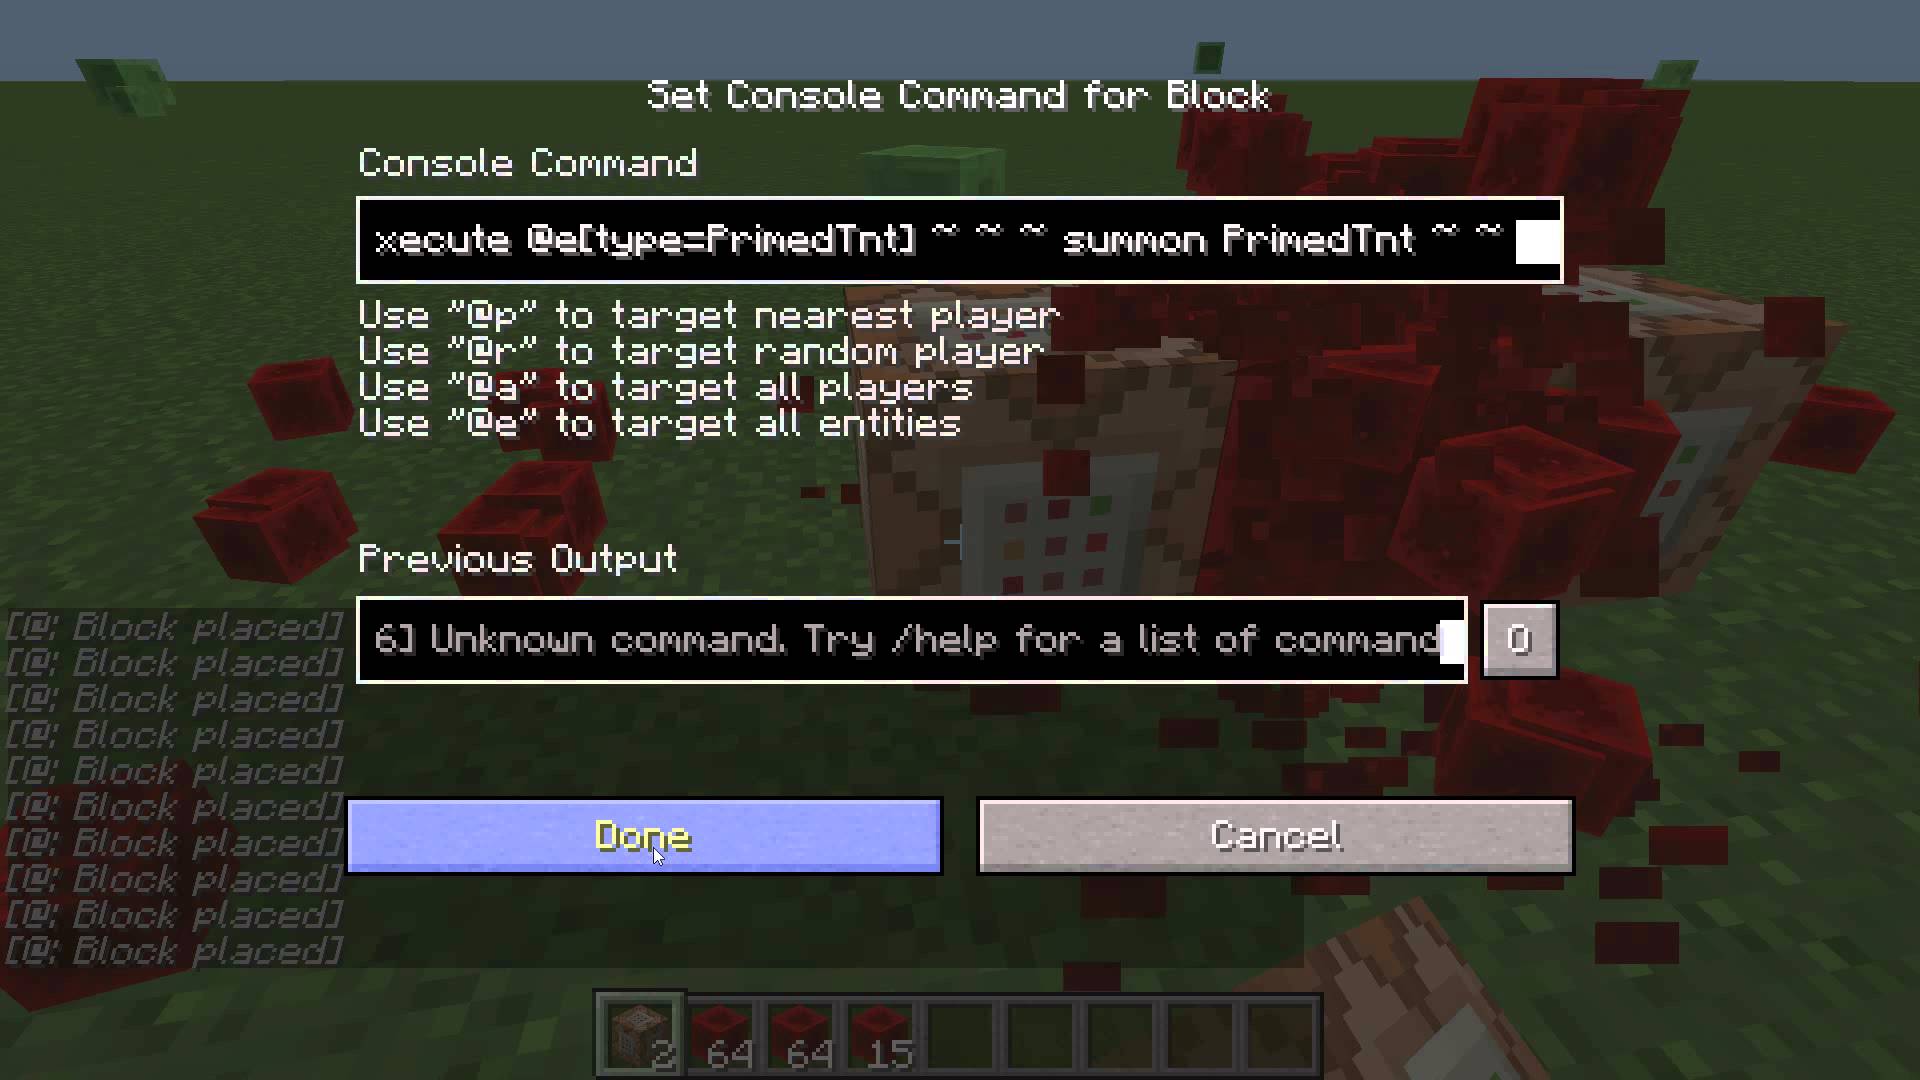 Set Console Command for Block
Console Command
xecute @e[type=PrimedTnt] ~ ~ ~ summon PrimedTnt ~ ~
Use "@p" to target nearest player
Use "@r" to target random player
Use "@a" to target all players
Use "@e" to target all entities
Previous Output
6] Unknown command. Try /help for a list of command
O
[@: Block placed]
[@: Block placed]
[@: Block placed]
[@: Block placed]
[@: Block placed]
[@: Block placed]
[@: Block placed]
[@: Block placed]
[@: Block placed]
[@: Block placed]
Done
Cancel
2
64
64
15